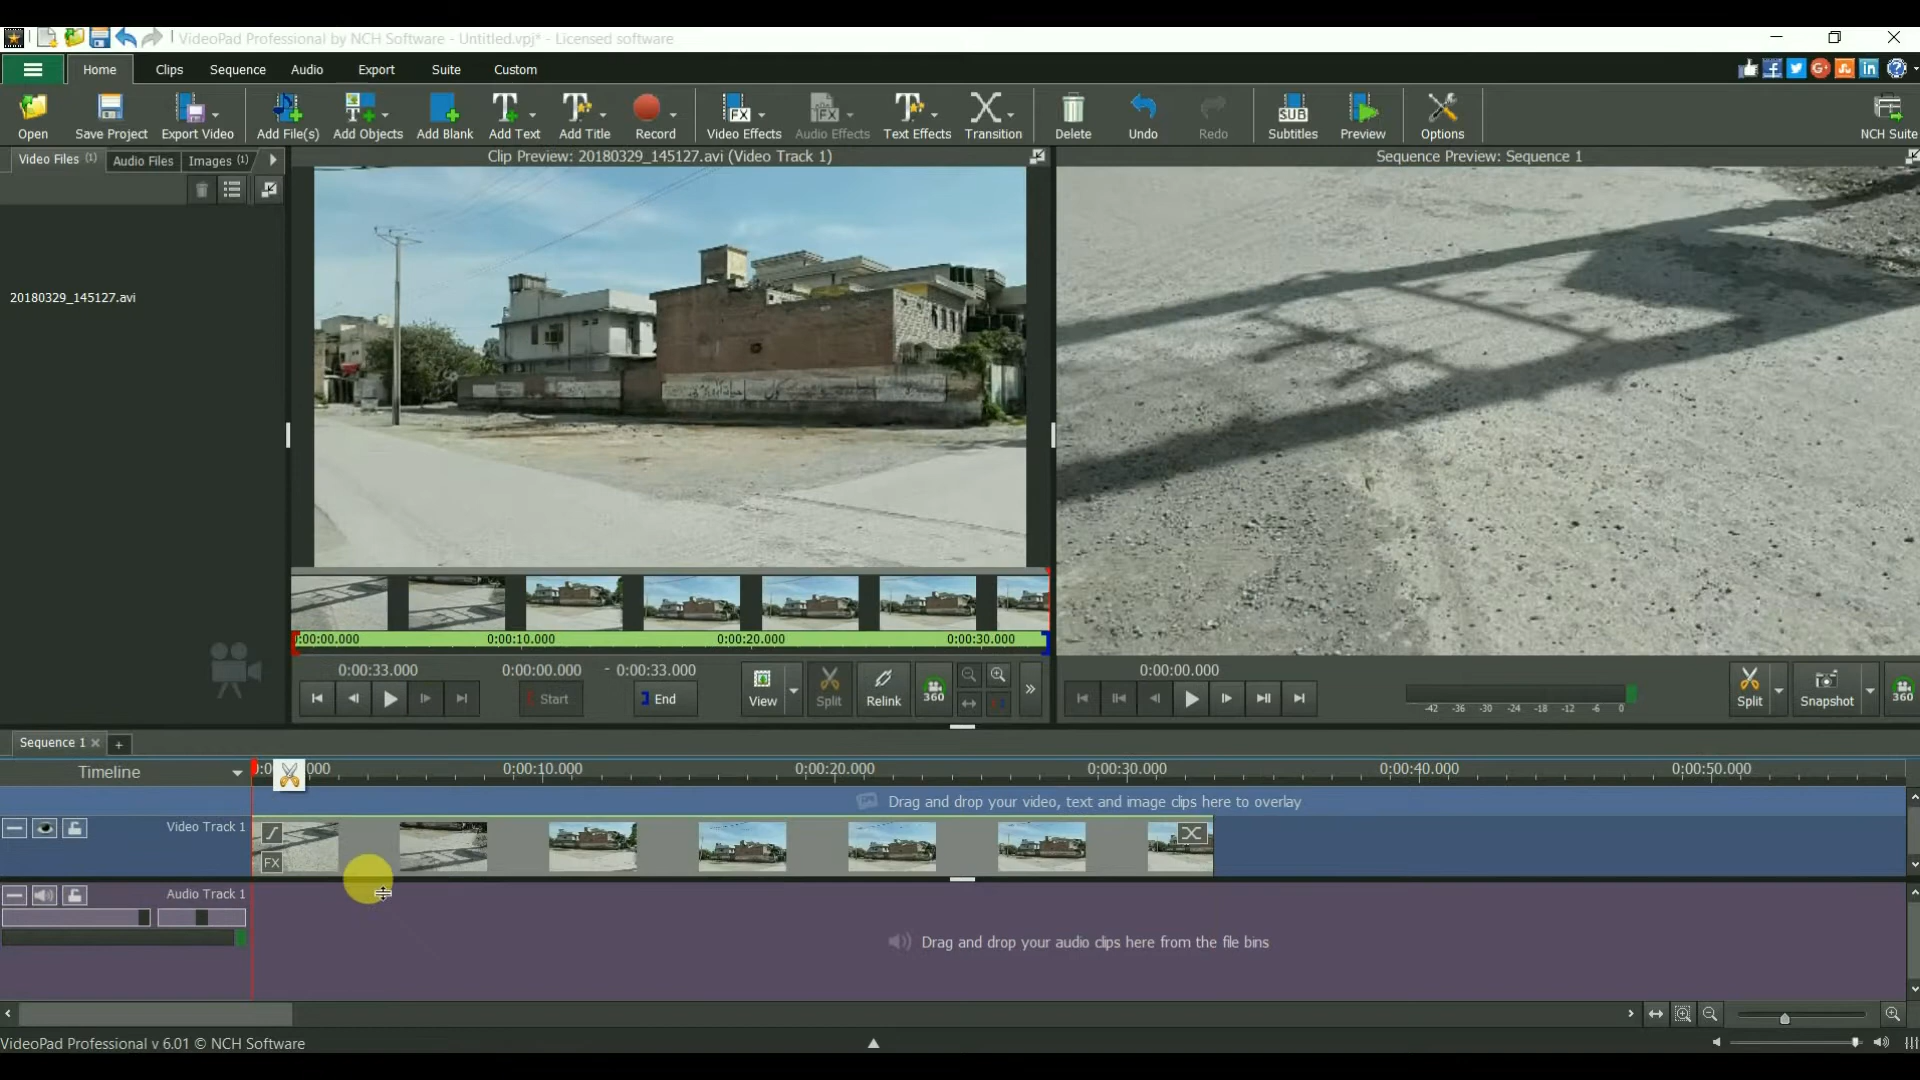 VideoPad Professional by NCH Software - Untitled.vpj* - Licensed software
Home Clips Sequence Audio Export Suite Custom
Open Save Project Export Video Add File(s) Add Objects Add Blank Add Text Add Title Record Video Effects Audio Effects Text Effects Transition Delete Undo Redo Subtitles Preview Options NCH Suite
Video Files (1) Audio Files Images (1)
Clip Preview: 20180329_145127.avi (Video Track 1)
Sequence Preview: Sequence 1
20180329_145127.avi
0:00:00.000 0:00:10.000 0:00:20.000 0:00:30.000
0:00:33.000 0:00:00.000 - 0:00:33.000
Start End View Split Relink 360
0:00:00.000
-42 -36 -30 -24 -18 -12 -6 0
Split Snapshot 360
Sequence 1
Timeline
0:00:10.000 0:00:20.000 0:00:30.000 0:00:40.000 0:00:50.000
Drag and drop your video, text and image clips here to overlay
Video Track 1
FX
Audio Track 1
Drag and drop your audio clips here from the file bins
VideoPad Professional v 6.01 © NCH Software